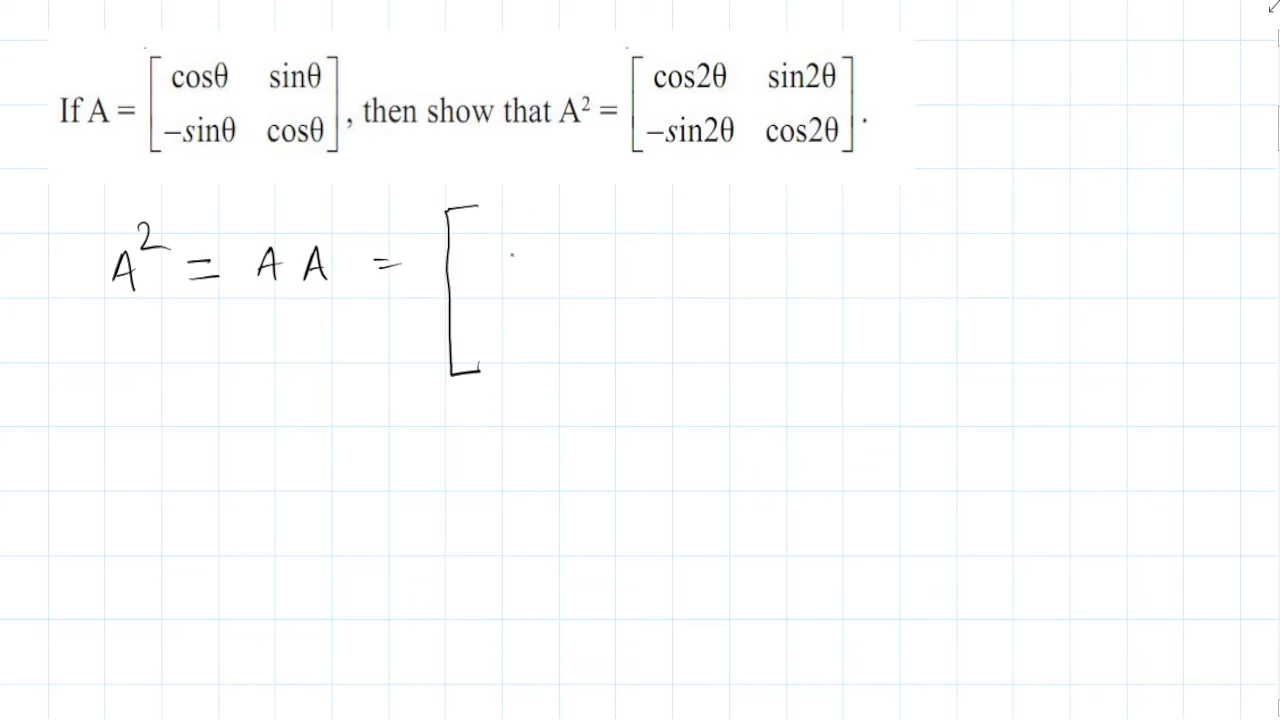 If A = [cosθ sinθ −sinθ cosθ], then show that A² = [cos2θ sin2θ −sin2θ cos2θ].
A² = A A = [